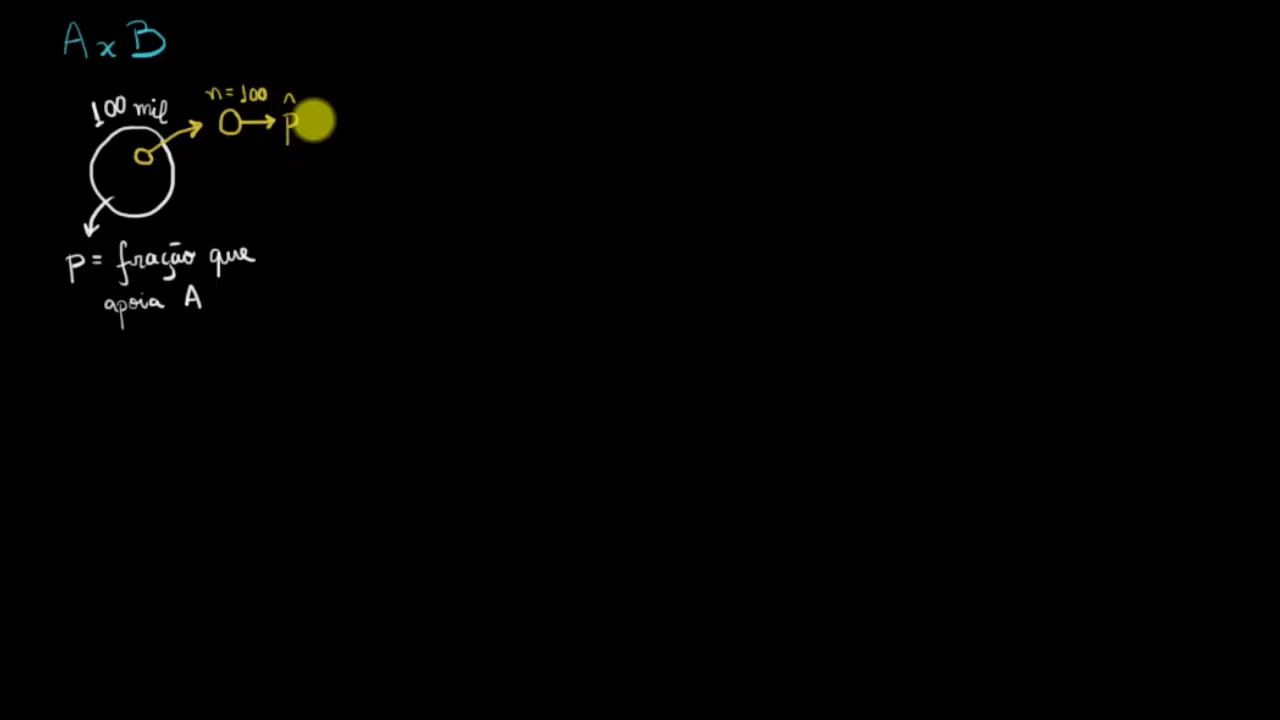 A x B
100 mil
n = 100
p̂
p = fração que
apoia A